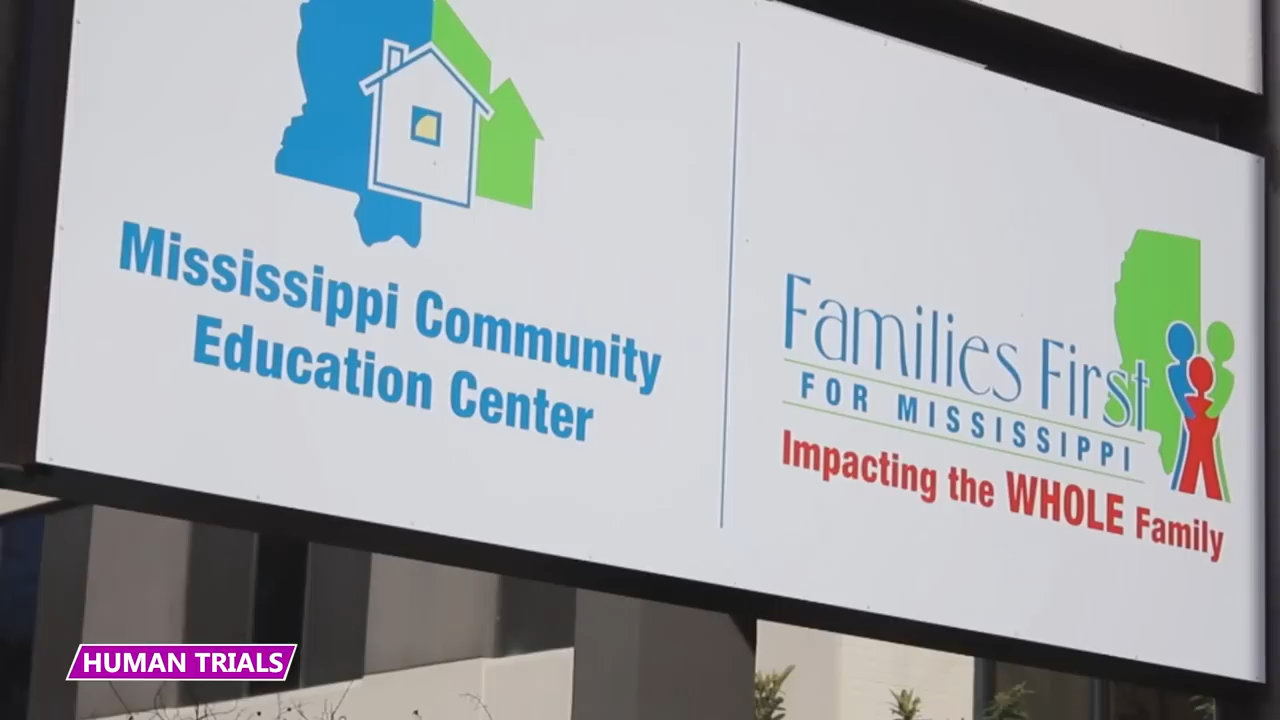 Mississippi Community
Education Center
Families First
FOR MISSISSIPPI
Impacting the WHOLE Family
HUMAN TRIALS